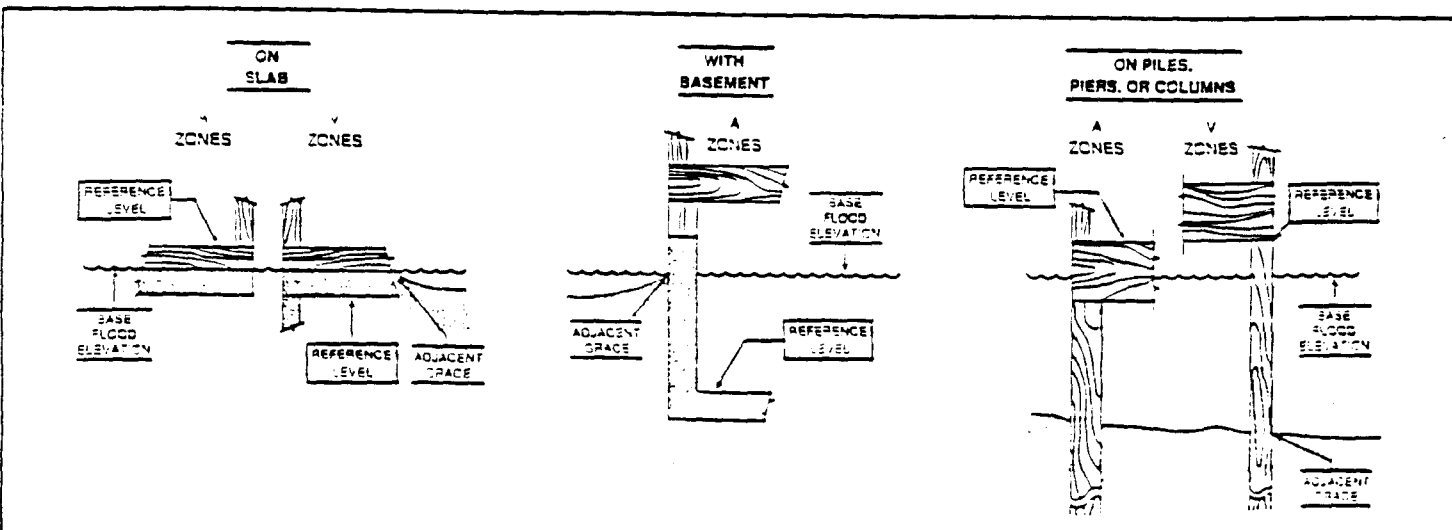 ON
SLAB
ZONES
V
ZONES
REFERENCE
LEVEL
BASE
FLOOD
ELEVATION
REFERENCE
LEVEL
ADJACENT
GRADE
WITH
BASEMENT
A
ZONES
BASE
FLOOD
ELEVATION
ADJACENT
GRADE
REFERENCE
LEVEL
ON PILES,
PIERS, OR COLUMNS
A
ZONES
V
ZONES
REFERENCE
LEVEL
REFERENCE
LEVEL
BASE
FLOOD
ELEVATION
ADJACENT
GRADE